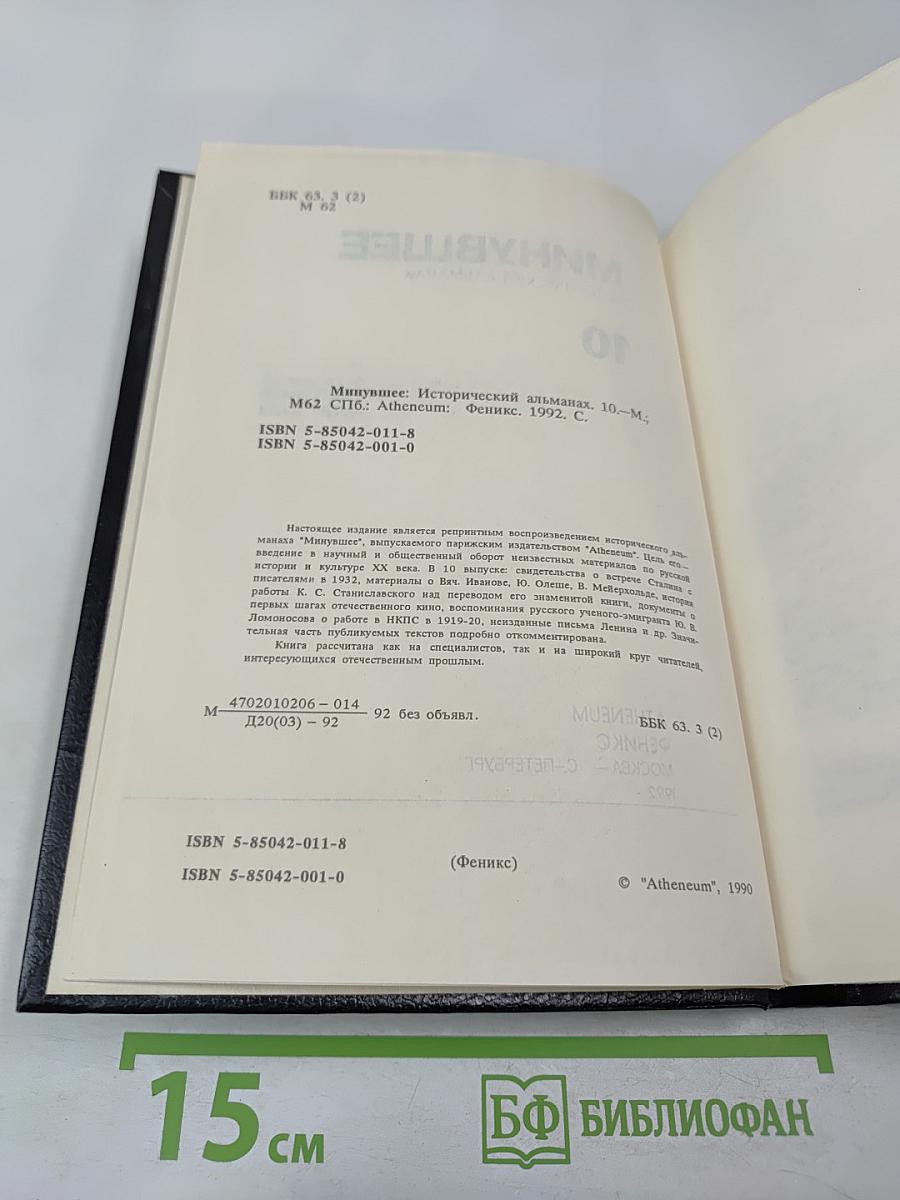 ББК 63. 3 (2)
М 62
МИНУВШЕЕ
10
Минувшее: Исторический альманах. 10.—М.;
М62 СПб.: Atheneum: Феникс. 1992. С.
ISBN 5-85042-011-8
ISBN 5-85042-001-0
Настоящее издание является репринтным воспроизведением исторического аль-
манаха "Минувшее", выпускаемого парижским издательством "Atheneum". Цель его—
введение в научный и общественный оборот неизвестных материалов по русской
истории и культуре XX века. В 10 выпуске: свидетельства о встрече Сталина с
писателями в 1932, материалы о Вяч. Иванове, Ю. Олеше, В. Мейерхольде, история
работы К. С. Станиславского над переводом его знаменитой книги, документы о
первых шагах отечественного кино, воспоминания русского ученого-эмигранта Ю. В.
Ломоносова о работе в НКПС в 1919-20, неизданные письма Ленина и др. Значи-
тельная часть публикуемых текстов подробно откомментирована.
Книга рассчитана как на специалистов, так и на широкий круг читателей,
интересующихся отечественным прошлым.
М 4702010206 – 014
Д20(03) – 92 92 без объявл.
ББК 63. 3 (2)
ATHENEUM
ФЕНИКС
МОСКВА — С.-ПЕТЕРБУРГ
1992
ISBN 5-85042-011-8
ISBN 5-85042-001-0
(Феникс)
© "Atheneum", 1990
15 см
БФ БИБЛИОФАН